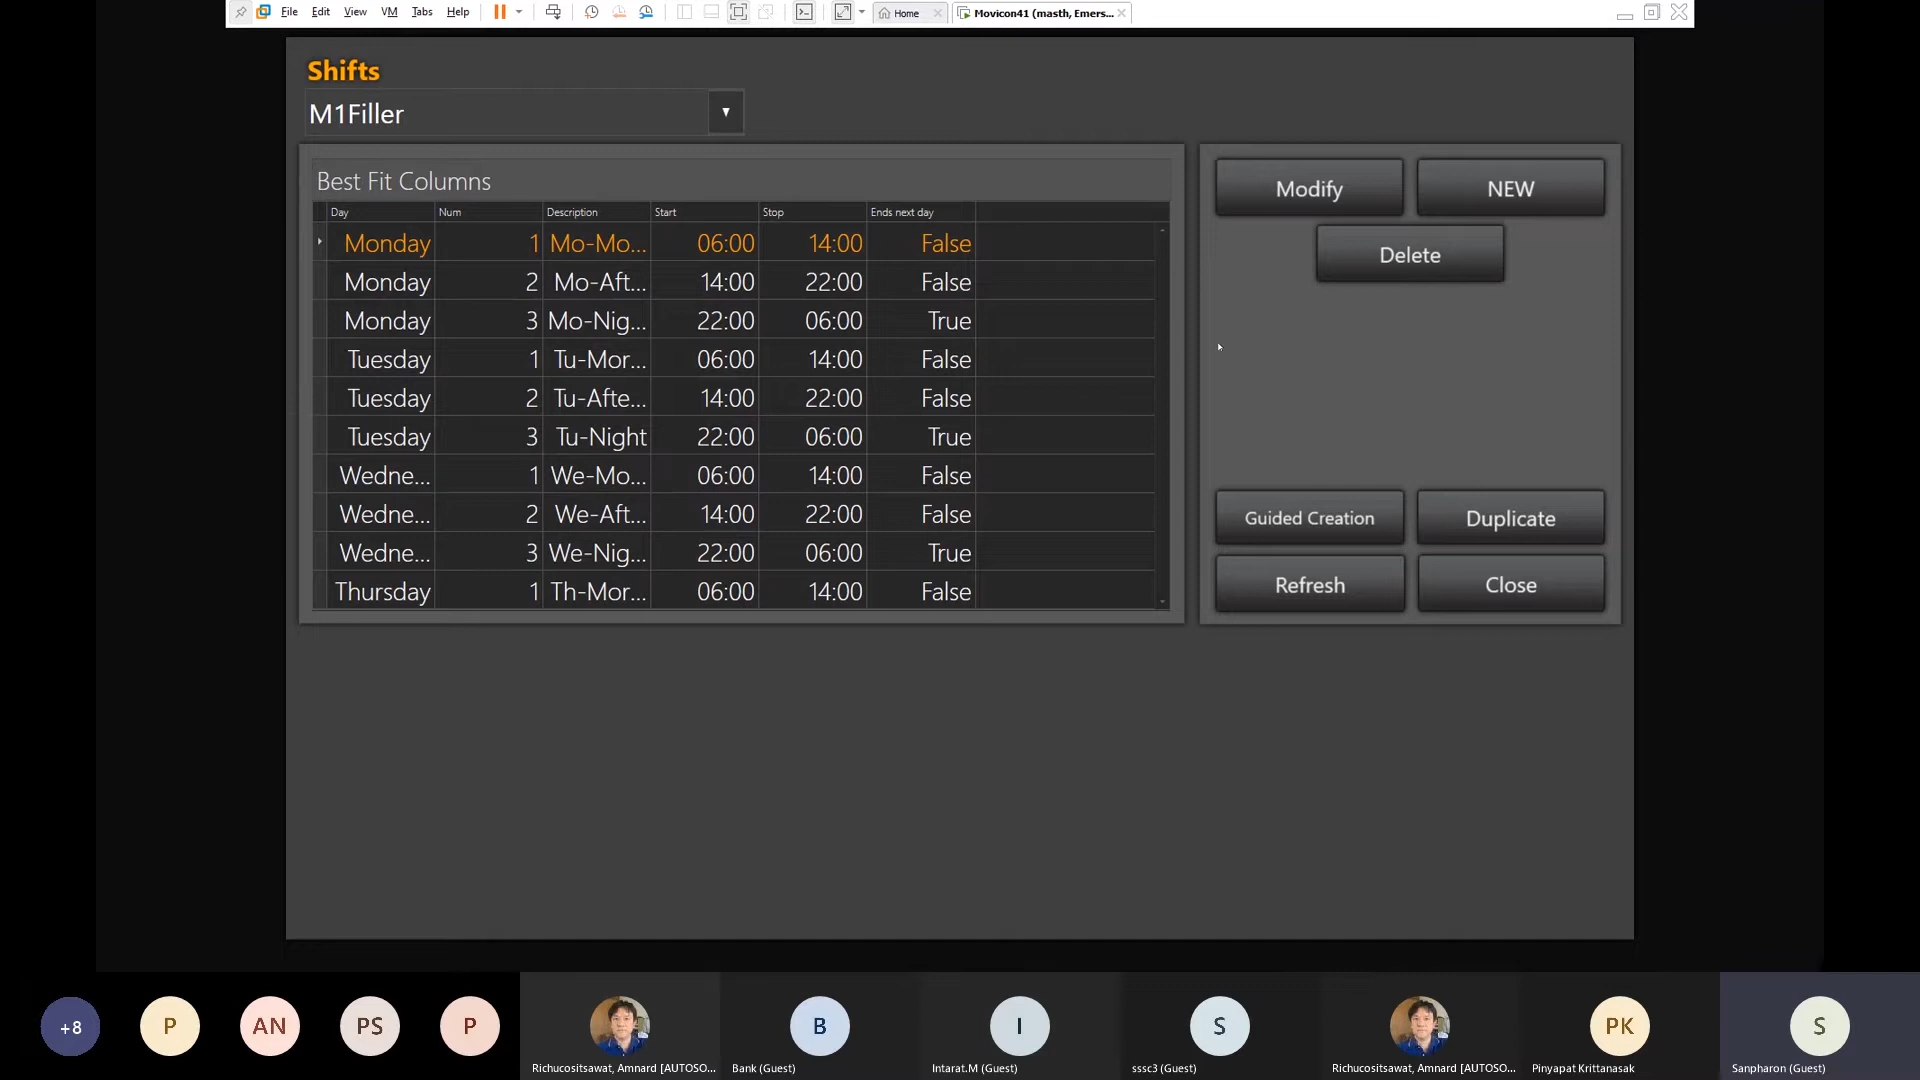 File Edit View VM Tabs Help Home Movicon41 (masth, Emers...
Shifts
M1Filler
Best Fit Columns
Day Num Description Start Stop Ends next day
Monday 1 Mo-Mo... 06:00 14:00 False
Monday 2 Mo-Aft... 14:00 22:00 False
Monday 3 Mo-Nig... 22:00 06:00 True
Tuesday 1 Tu-Mor... 06:00 14:00 False
Tuesday 2 Tu-Afte... 14:00 22:00 False
Tuesday 3 Tu-Night 22:00 06:00 True
Wedne... 1 We-Mo... 06:00 14:00 False
Wedne... 2 We-Aft... 14:00 22:00 False
Wedne... 3 We-Nig... 22:00 06:00 True
Thursday 1 Th-Mor... 06:00 14:00 False
Modify NEW
Delete
Guided Creation Duplicate
Refresh Close
+8 P AN PS P B I S PK S
Richucositsawat, Amnard [AUTOSO... Bank (Guest) Intarat.M (Guest) sssc3 (Guest) Richucositsawat, Amnard [AUTOSO... Pinyapat Krittanasak Sanpharon (Guest)